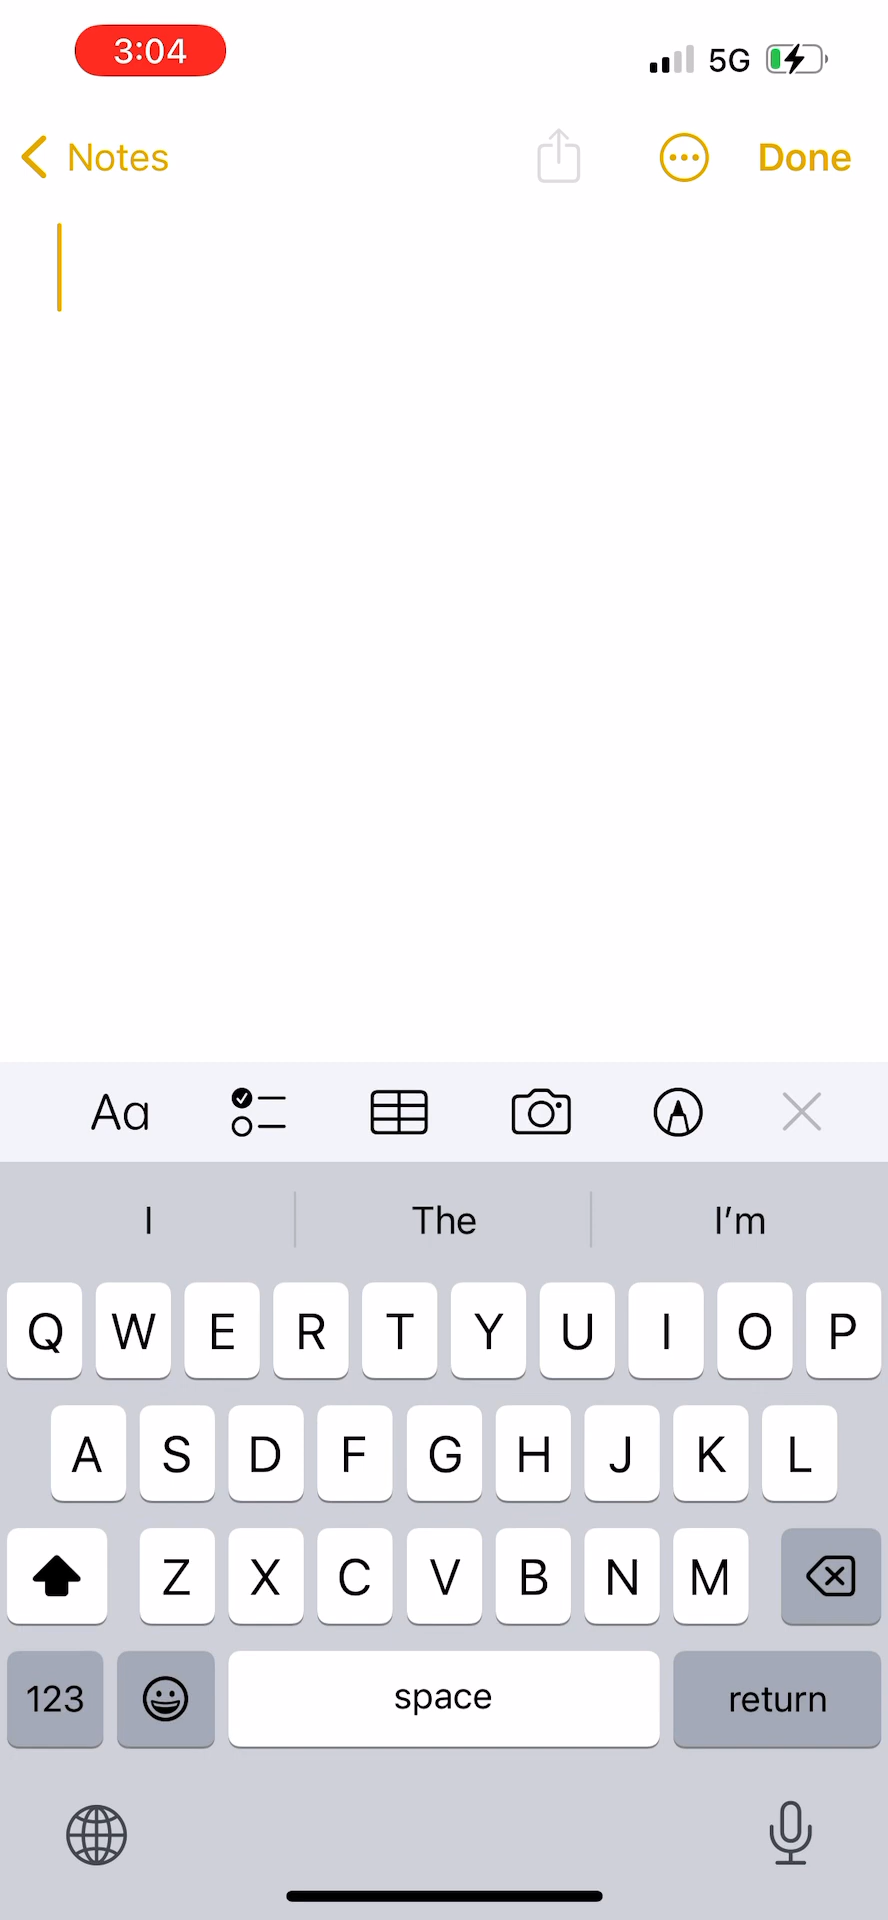 3:04 5G
Notes Done
Aa
I The I’m
Q W E R T Y U I O P
A S D F G H J K L
Z X C V B N M
123 space return